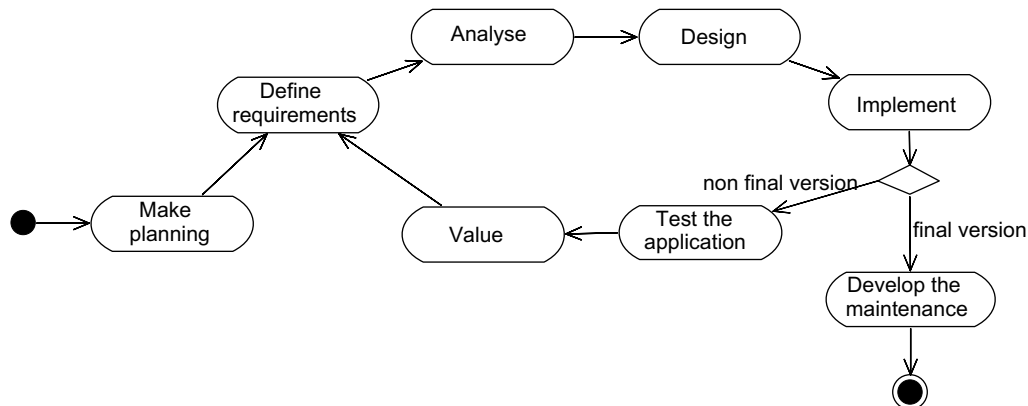 Analyse
Design
Define
requirements
Implement
non final version
Make
planning
Value
Test the
application
final version
Develop the
maintenance